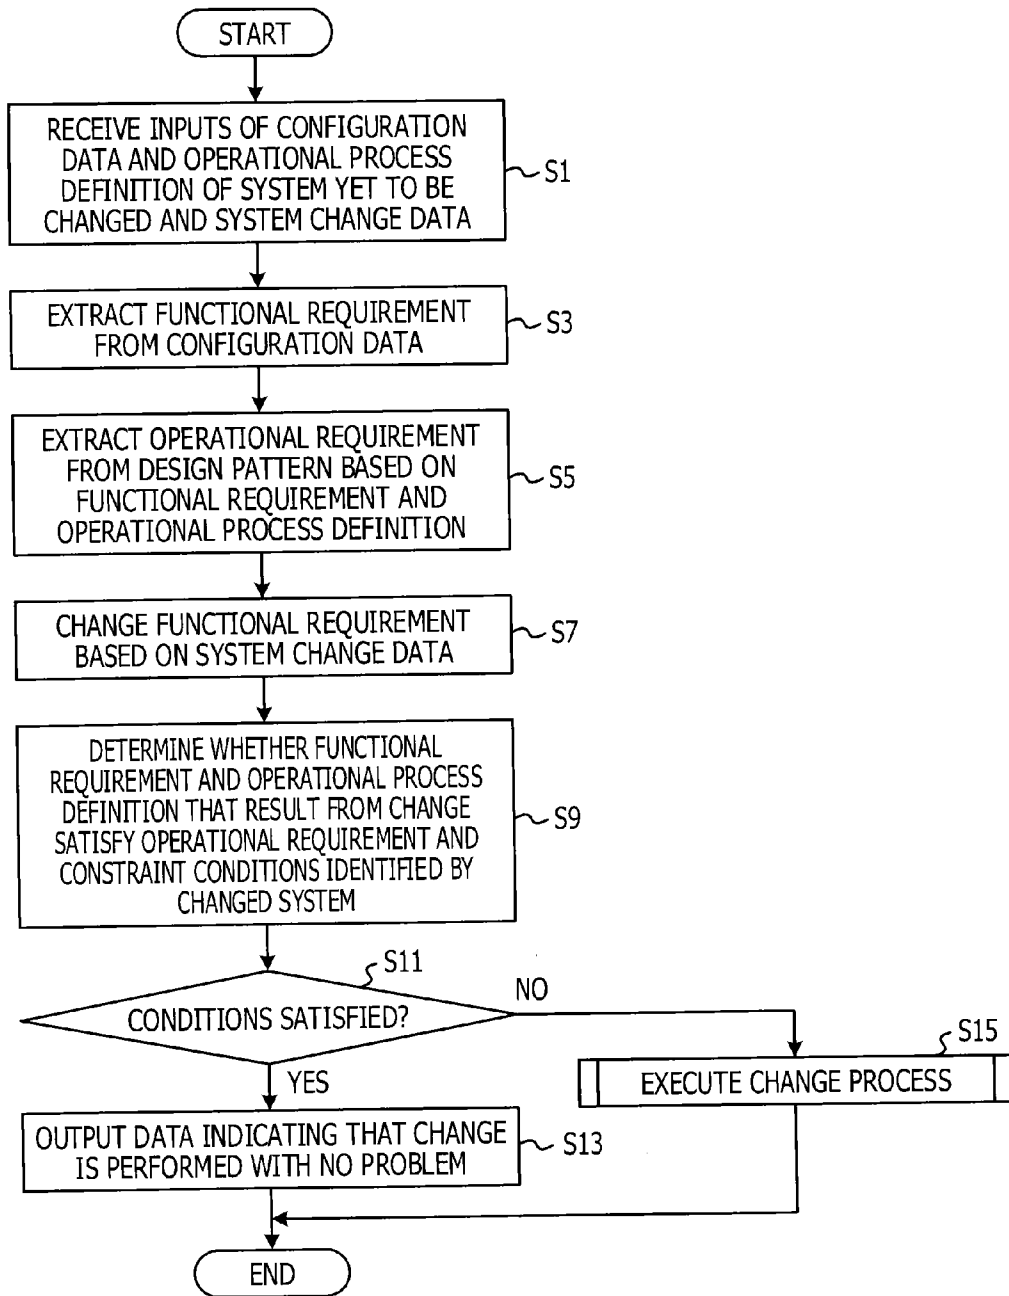 START
RECEIVE INPUTS OF CONFIGURATION
DATA AND OPERATIONAL PROCESS
DEFINITION OF SYSTEM YET TO BE
CHANGED AND SYSTEM CHANGE DATA
S1
EXTRACT FUNCTIONAL REQUIREMENT
FROM CONFIGURATION DATA
S3
EXTRACT OPERATIONAL REQUIREMENT
FROM DESIGN PATTERN BASED ON
FUNCTIONAL REQUIREMENT AND
OPERATIONAL PROCESS DEFINITION
S5
CHANGE FUNCTIONAL REQUIREMENT
BASED ON SYSTEM CHANGE DATA
S7
DETERMINE WHETHER FUNCTIONAL
REQUIREMENT AND OPERATIONAL PROCESS
DEFINITION THAT RESULT FROM CHANGE
SATISFY OPERATIONAL REQUIREMENT AND
CONSTRAINT CONDITIONS IDENTIFIED BY
CHANGED SYSTEM
S9
S11
CONDITIONS SATISFIED?
NO
YES
S15
EXECUTE CHANGE PROCESS
OUTPUT DATA INDICATING THAT CHANGE
IS PERFORMED WITH NO PROBLEM
S13
END